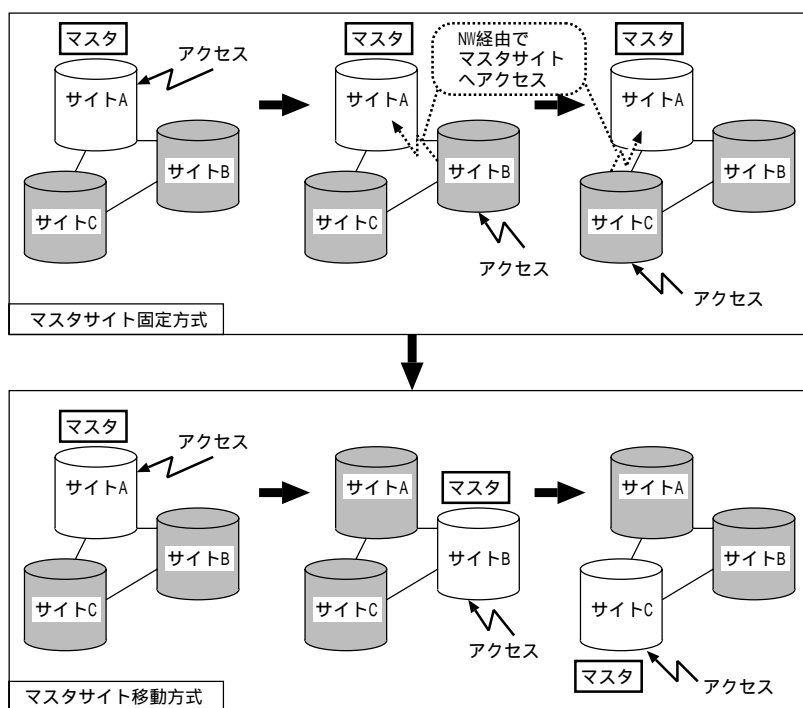 マスタ
アクセス
サイトA
サイトB
サイトC
マスタ
NW経由で
マスタサイト
へアクセス
サイトA
サイトB
サイトC
アクセス
マスタ
サイトA
サイトB
サイトC
アクセス
マスタサイト固定方式
マスタ
アクセス
サイトA
サイトB
サイトC
サイトA
マスタ
サイトB
サイトC
アクセス
サイトA
サイトB
サイトC
マスタ
アクセス
マスタサイト移動方式